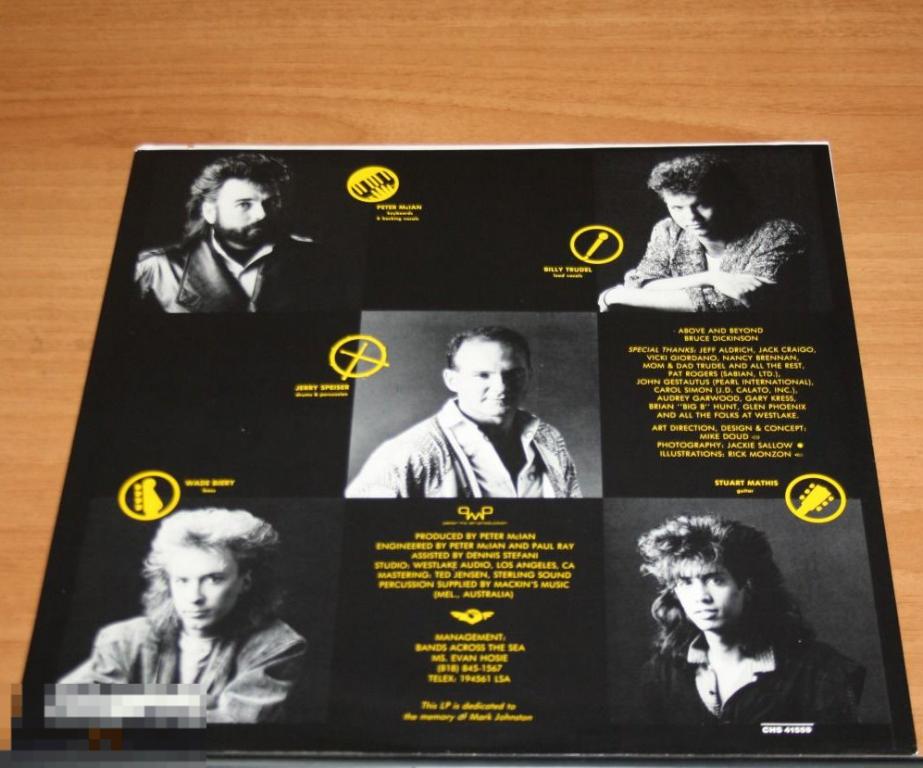 PETER McIAN
keyboards
& backing vocals
BILLY TRUDEL
lead vocals
JERRY SPEISER
drums & percussion
ABOVE AND BEYOND
BRUCE DICKINSON
SPECIAL THANKS: JEFF ALDRICH, JACK CRAIGO,
VICKI GIORDANO, NANCY BRENNAN,
MOM & DAD TRUDEL AND ALL THE REST,
PAT ROGERS (SABIAN, LTD.),
JOHN GESTAUTUS (PEARL INTERNATIONAL),
CAROL SIMON (J.D. CALATO, INC.),
AUDREY GARWOOD, GARY KRESS,
BRIAN "BIG B" HUNT, GLEN PHOENIX
AND ALL THE FOLKS AT WESTLAKE.
ART DIRECTION, DESIGN & CONCEPT:
MIKE DOUD
PHOTOGRAPHY: JACKIE SALLOW
ILLUSTRATIONS: RICK MONZON
WADE BIERY
bass
STUART MATHIS
guitar
PMP
PRODUCED BY PETER McIAN
ENGINEERED BY PETER McIAN AND PAUL RAY
ASSISTED BY DENNIS STEFANI
STUDIO: WESTLAKE AUDIO, LOS ANGELES, CA
MASTERING: TED JENSEN, STERLING SOUND
PERCUSSION SUPPLIED BY MACKIN'S MUSIC
(MEL., AUSTRALIA)
MANAGEMENT:
BANDS ACROSS THE SEA
MS. EVAN HOSIE
(818) 845-1567
TELEX: 194561 LSA
This LP is dedicated to
the memory of Mark Johnston
CHS 41559